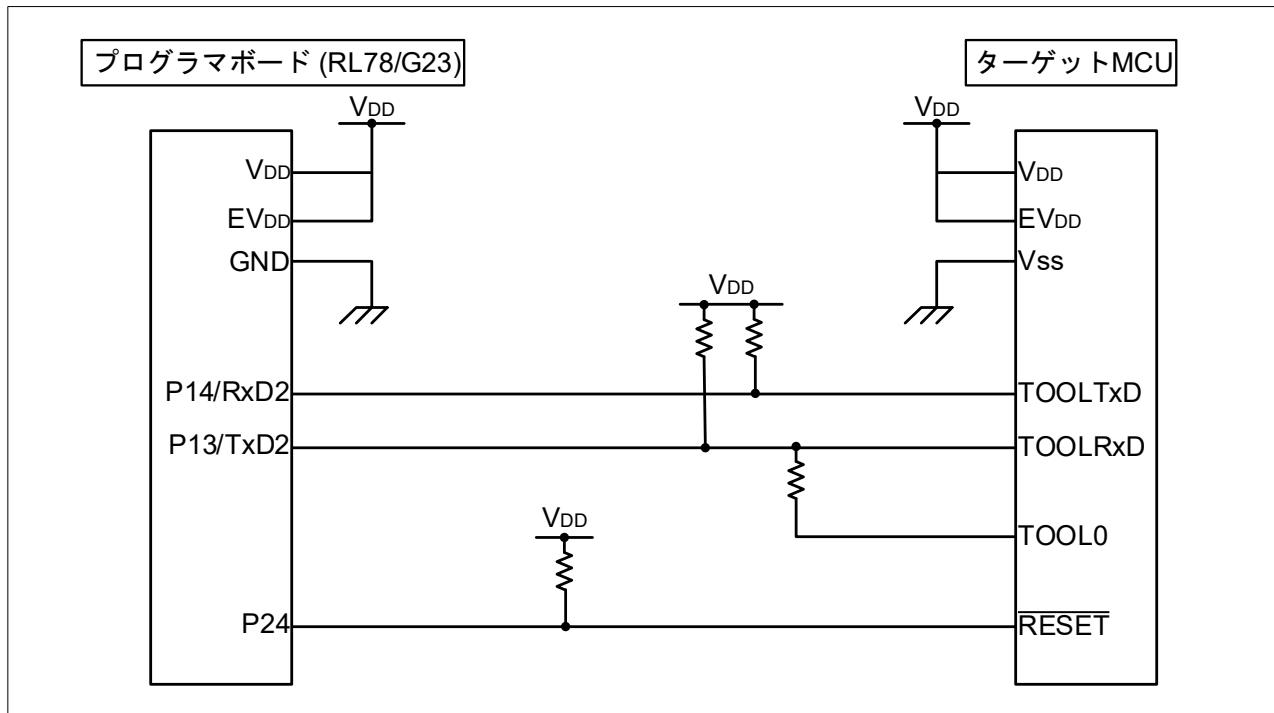 プログラマボード (RL78/G23)
ターゲットMCU
VDD
VDD
VDD
VDD
EVDD
EVDD
GND
Vss
VDD
P14/RxD2
TOOLTxD
P13/TxD2
TOOLRxD
VDD
TOOL0
P24
RESET